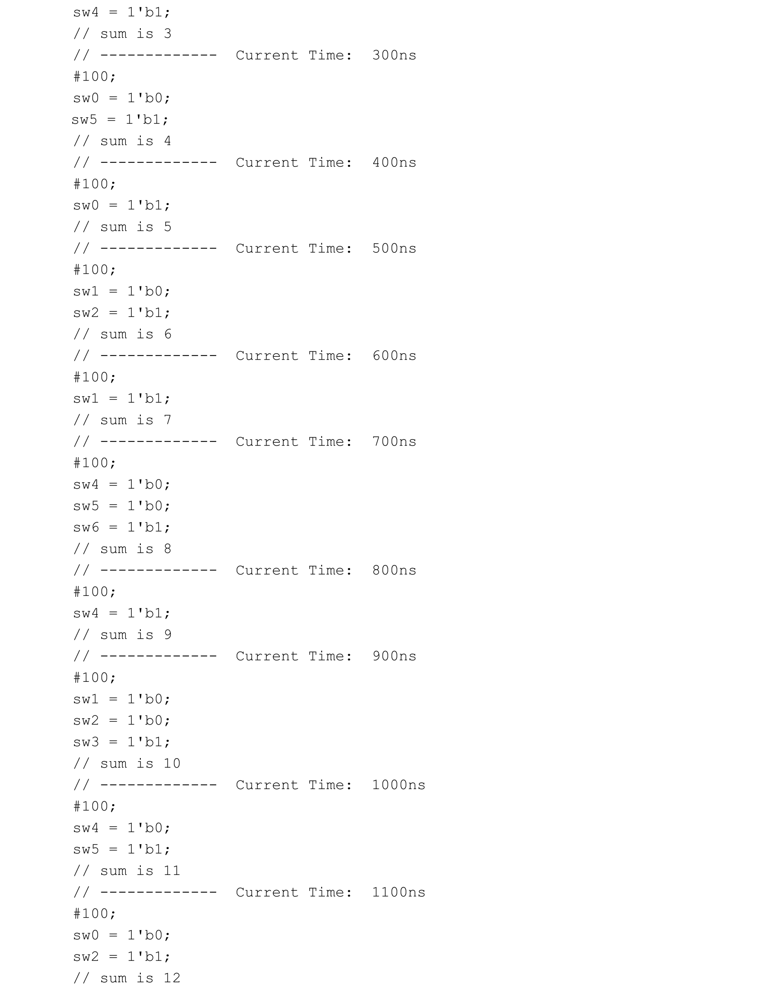 sw4 = 1'b1;
// sum is 3
// ------------- Current Time: 300ns
#100;
sw0 = 1'b0;
sw5 = 1'b1;
// sum is 4
// ------------- Current Time: 400ns
#100;
sw0 = 1'b1;
// sum is 5
// ------------- Current Time: 500ns
#100;
sw1 = 1'b0;
sw2 = 1'b1;
// sum is 6
// ------------- Current Time: 600ns
#100;
sw1 = 1'b1;
// sum is 7
// ------------- Current Time: 700ns
#100;
sw4 = 1'b0;
sw5 = 1'b0;
sw6 = 1'b1;
// sum is 8
// ------------- Current Time: 800ns
#100;
sw4 = 1'b1;
// sum is 9
// ------------- Current Time: 900ns
#100;
sw1 = 1'b0;
sw2 = 1'b0;
sw3 = 1'b1;
// sum is 10
// ------------- Current Time: 1000ns
#100;
sw4 = 1'b0;
sw5 = 1'b1;
// sum is 11
// ------------- Current Time: 1100ns
#100;
sw0 = 1'b0;
sw2 = 1'b1;
// sum is 12